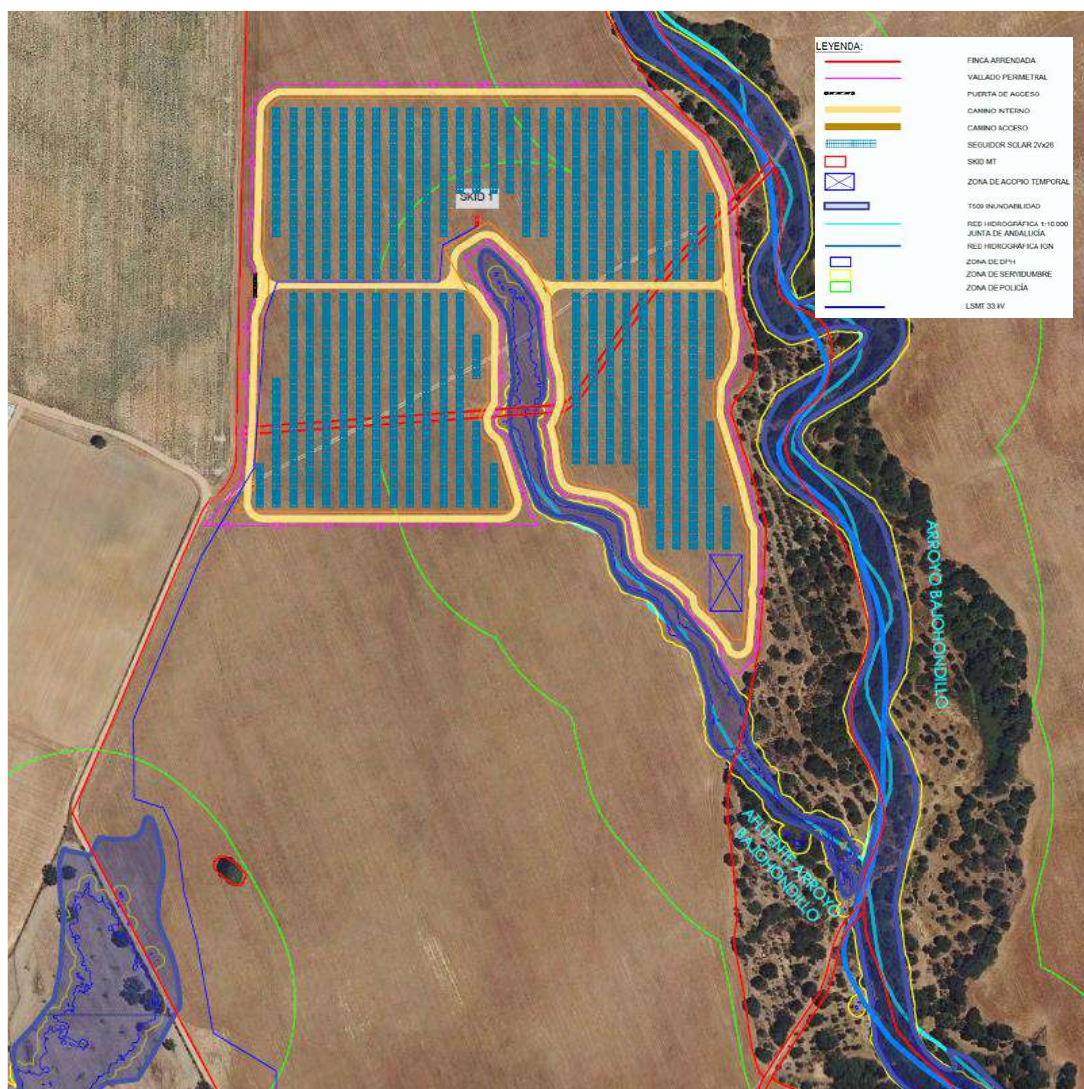 LEYENDA:
FINCA ARRENDADA
VALLADO PERIMETRAL
PUERTA DE ACCESO
CAMINO INTERNO
CAMINO ACCESO
SEGUIDOR SOLAR 2Vx26
SKID MT
ZONA DE ACOPIO TEMPORAL
T500 INUNDABILIDAD
RED HIDROGRÁFICA 1:10.000
JUNTA DE ANDALUCÍA
RED HIDROGRAFICA IGN
ZONA DE DPH
ZONA DE SERVIDUMBRE
ZONA DE POLICÍA
LSMT 33 kV
SKID 1
ARROYO BAJOHONDILLO
AFLUENTE ARROYO
BAJOHONDILLO